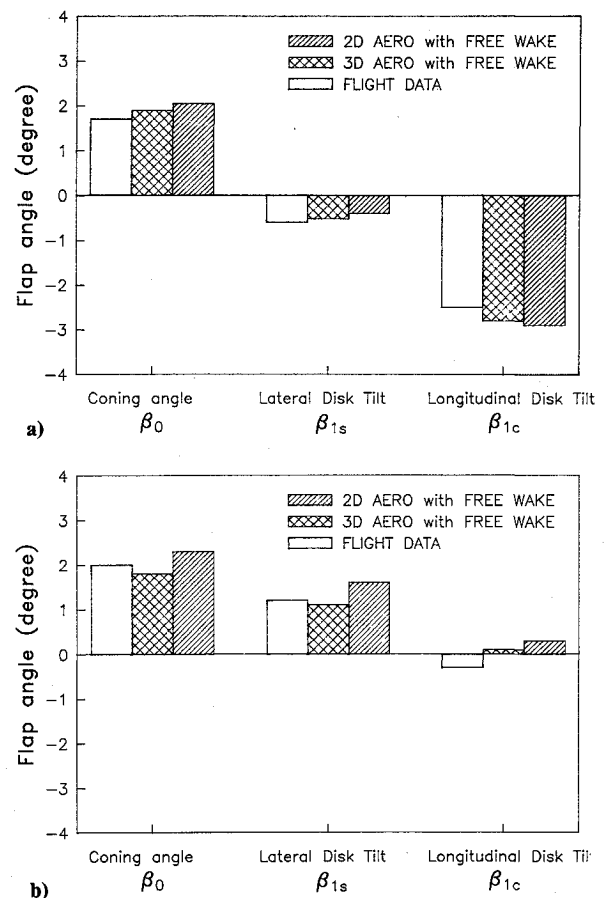 4
2D AERO with FREE WAKE
3D AERO with FREE WAKE
FLIGHT DATA
3
2
1
0
-1
-2
-3
-4
Flap angle (degree)
Coning angle Lateral Disk Tilt Longitudinal Disk Tilt
a) β0 β1s β1c
4
2D AERO with FREE WAKE
3D AERO with FREE WAKE
FLIGHT DATA
3
2
1
0
-1
-2
-3
-4
Flap angle (degree)
Coning angle Lateral Disk Tilt Longitudinal Disk Til
b) β0 β1s β1c